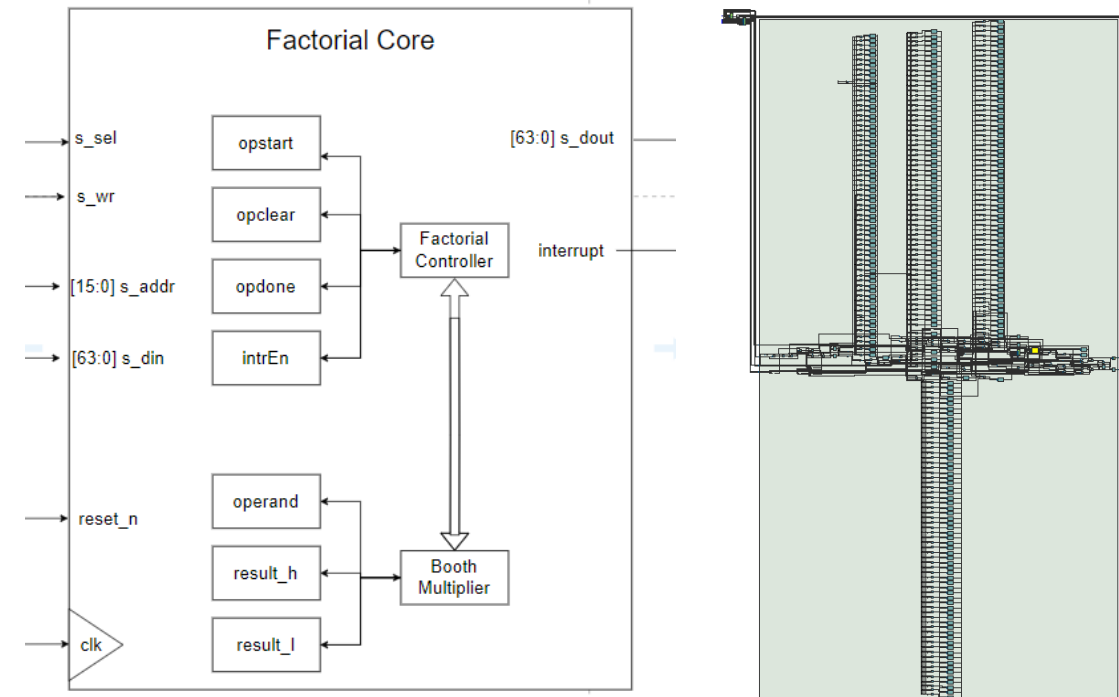 Factorial Core
s_sel
opstart
[63:0] s_dout
s_wr
opclear
Factorial
Controller
interrupt
[15:0] s_addr
opdone
[63:0] s_din
intrEn
operand
reset_n
result_h
Booth
Multiplier
clk
result_l